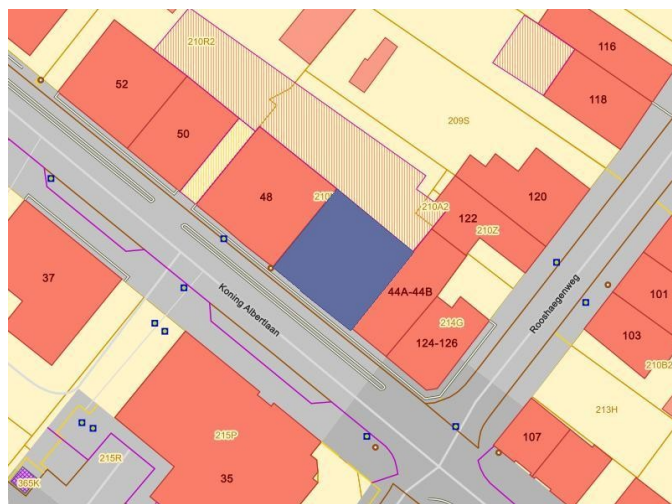 210R2
116
52
118
50
209S
48
210
120
210A2
122
210Z
37
44A-44B
Koning Albertlaan
Rooshaegenweg
101
214G
124-126
103
210B2
213H
215P
107
215R
35
365K